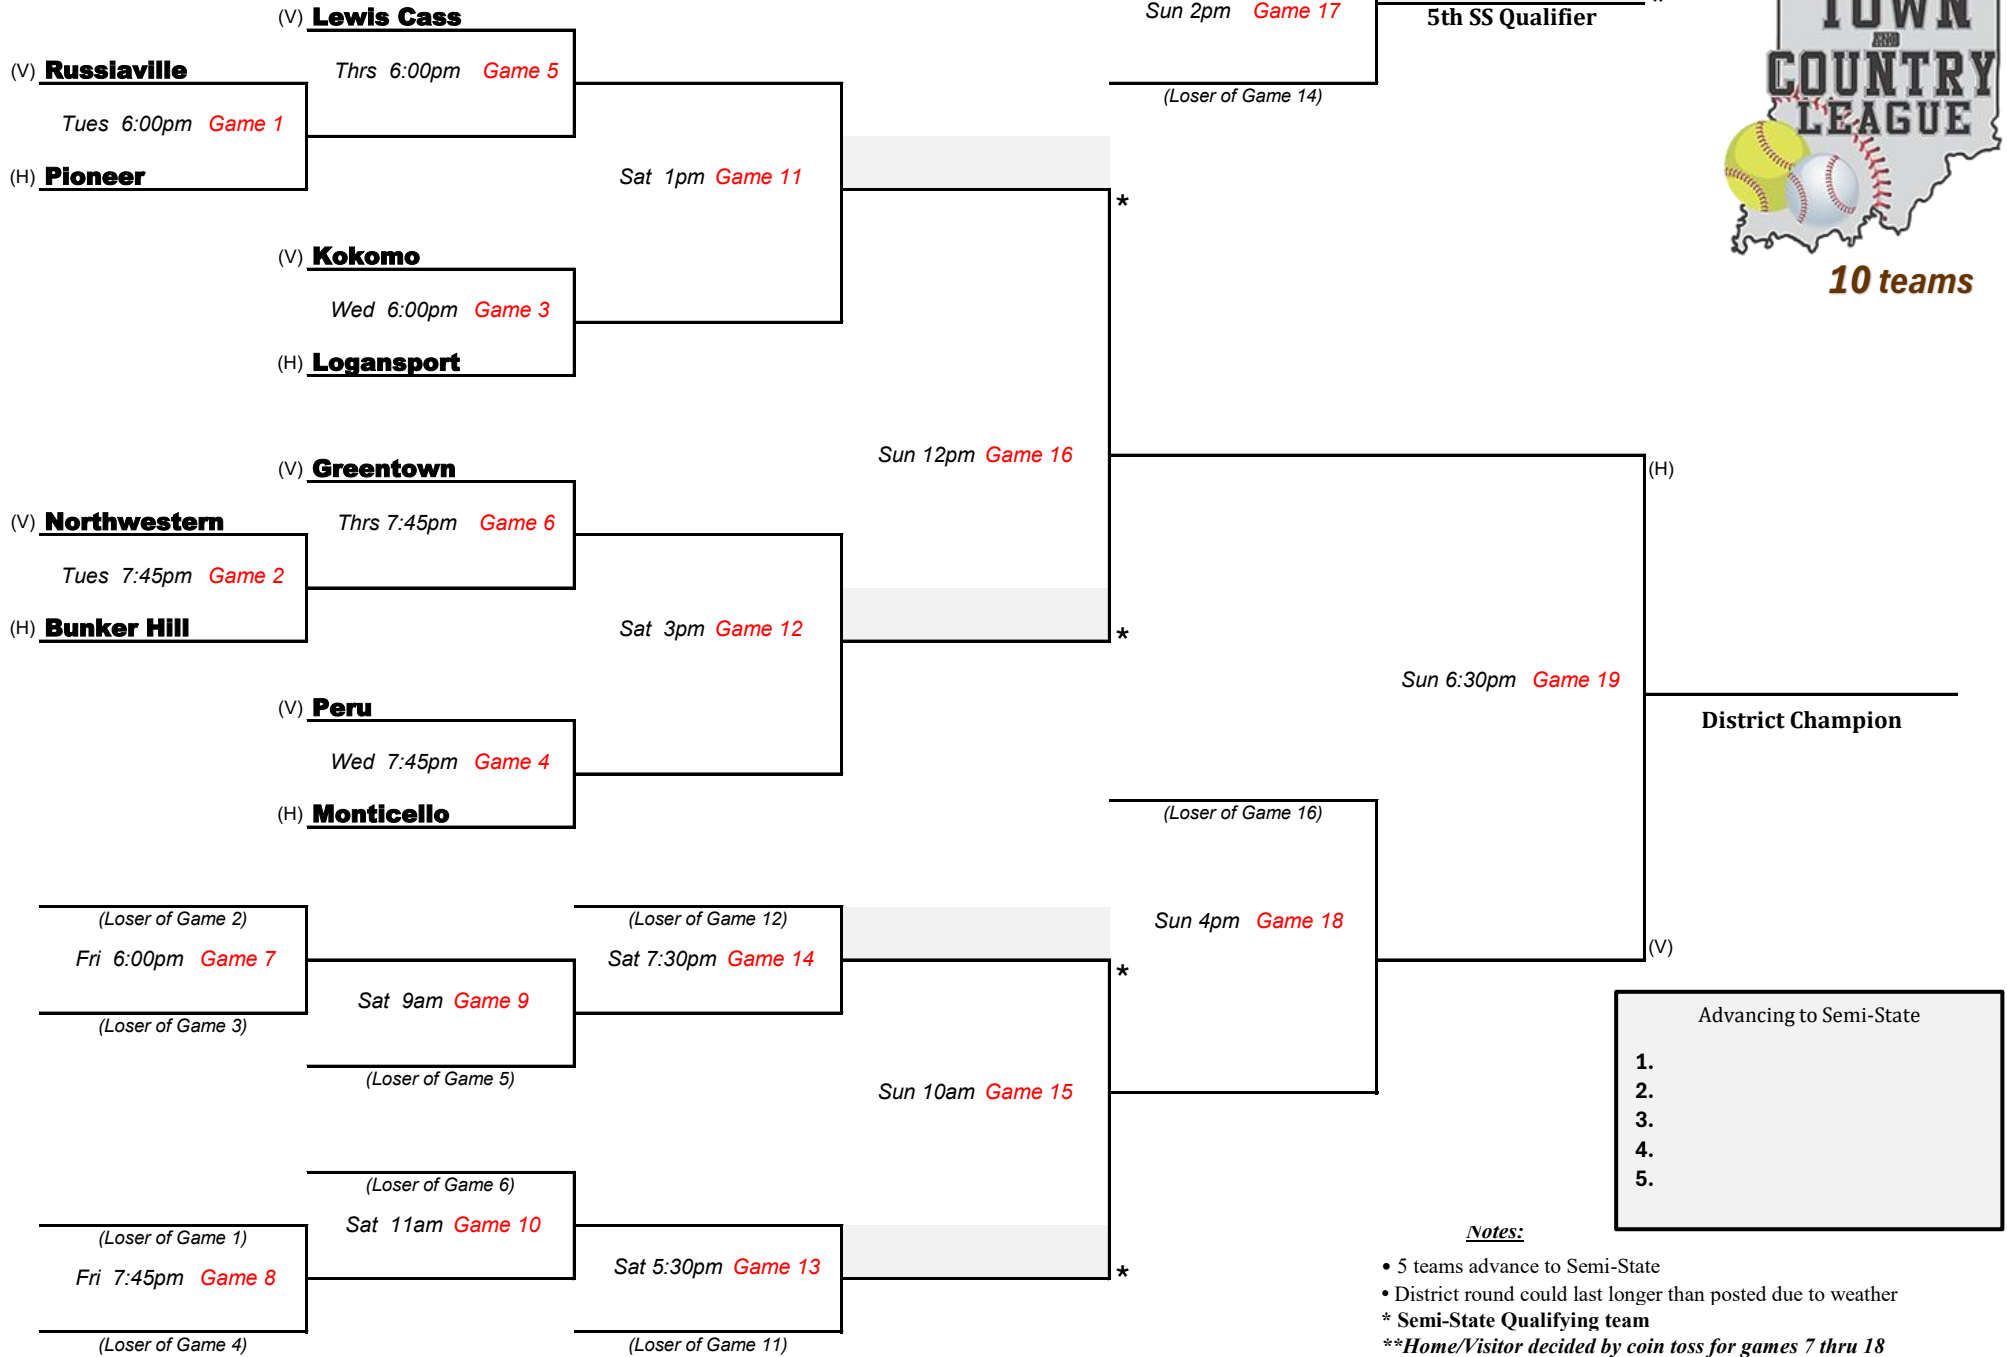 (V) Lewis Cass
Sun 2pm Game 17
5th SS Qualifier
TOWN
AND
COUNTRY
LEAGUE
(V) Russiaville
Thrs 6:00pm Game 5
(Loser of Game 14)
Tues 6:00pm Game 1
(H) Pioneer
Sat 1pm Game 11
*
(V) Kokomo
10 teams
Wed 6:00pm Game 3
(H) Logansport
Sun 12pm Game 16
(V) Greentown
(H)
(V) Northwestern
Thrs 7:45pm Game 6
Tues 7:45pm Game 2
(H) Bunker Hill
Sat 3pm Game 12
*
Sun 6:30pm Game 19
(V) Peru
District Champion
Wed 7:45pm Game 4
(H) Monticello
(Loser of Game 16)
(Loser of Game 2)
(Loser of Game 12)
Sun 4pm Game 18
Fri 6:00pm Game 7
Sat 7:30pm Game 14
(V)
*
Sat 9am Game 9
(Loser of Game 3)
Advancing to Semi-State
1.
2.
3.
4.
5.
(Loser of Game 5)
Sun 10am Game 15
(Loser of Game 6)
Sat 11am Game 10
(Loser of Game 1)
Fri 7:45pm Game 8
Sat 5:30pm Game 13
*
(Loser of Game 4)
(Loser of Game 11)
Notes:
• 5 teams advance to Semi-State
• District round could last longer than posted due to weather
* Semi-State Qualifying team
**Home/Visitor decided by coin toss for games 7 thru 18